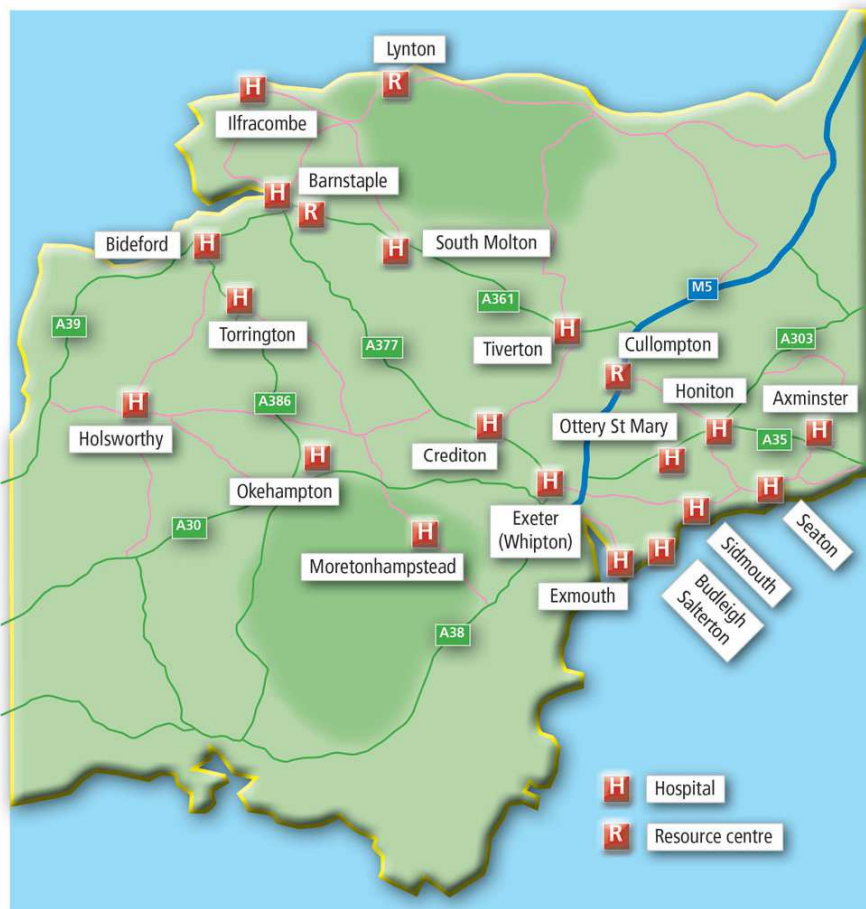 Lynton
R
H
Ilfracombe
Barnstaple
H
R
Bideford
H
South Molton
H
M5
A361
H
Torrington
A39
H
Tiverton
A377
Cullompton
A303
R
Honiton
Axminster
H
Holsworthy
A386
H
Crediton
Ottery St Mary
H
A35
H
H
Okehampton
H
H
Exeter
(Whipton)
H
Seaton
A30
H
Moretonhampstead
H
Sidmouth
H
Exmouth
H
Budleigh
Salterton
A38
H
Hospital
R
Resource centre